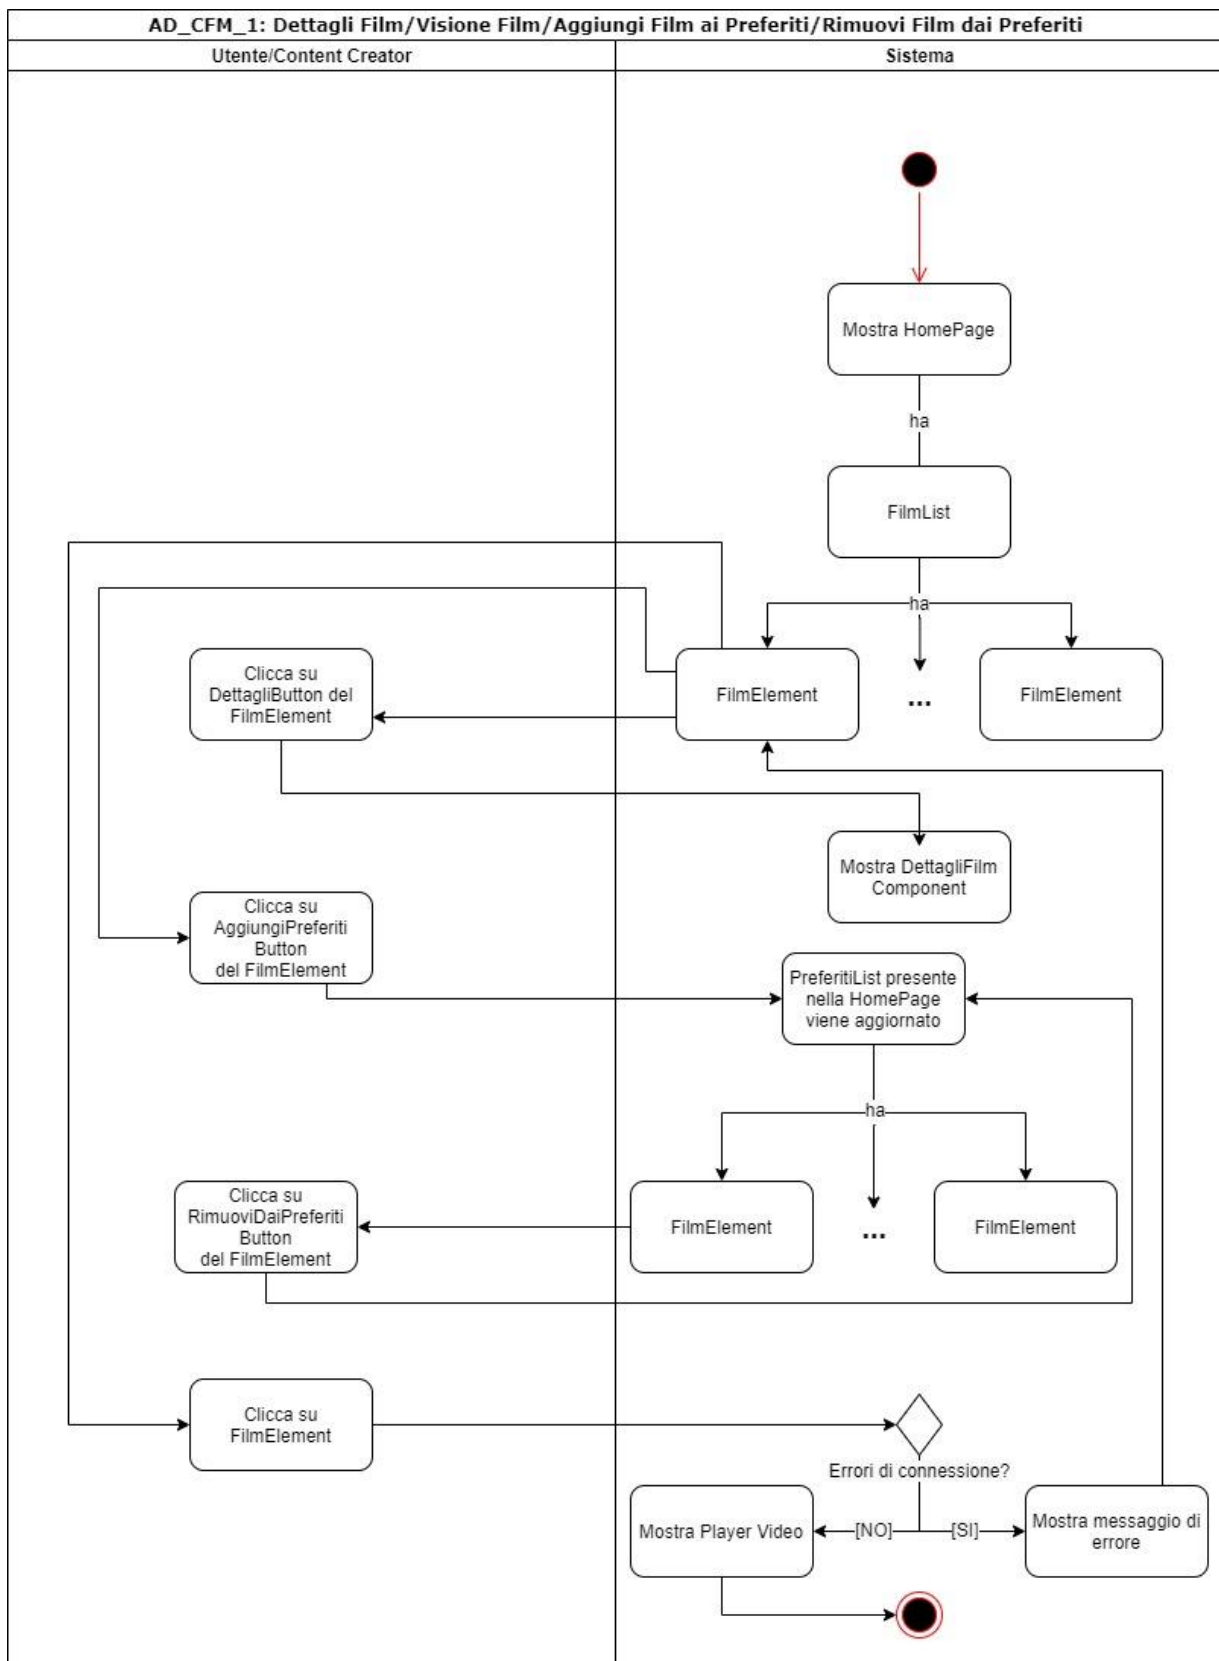 AD_CFM_1: Dettagli Film/Visione Film/Aggiungi Film ai Preferiti/Rimuovi Film dai Preferiti
Utente/Content Creator
Sistema
Mostra HomePage
ha
FilmList
ha
Clicca su
DettagliButton del
FilmElement
FilmElement
...
FilmElement
Mostra DettagliFilm
Component
Clicca su
AggiungiPreferiti
Button
del FilmElement
PreferitiList presente
nella HomePage
viene aggiornato
ha
Clicca su
RimuoviDaiPreferiti
Button
del FilmElement
FilmElement
...
FilmElement
Clicca su
FilmElement
Errori di connessione?
Mostra Player Video
[NO]
[SI]
Mostra messaggio di
errore